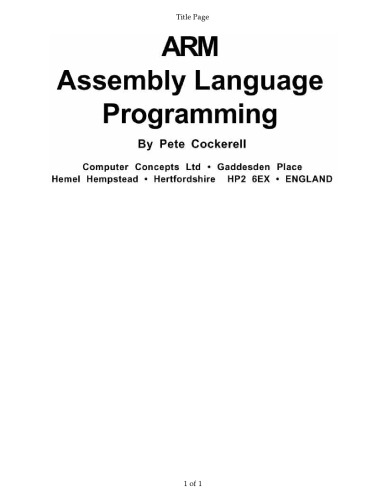 Title Page
ARM
Assembly Language
Programming
By Pete Cockerell
Computer Concepts Ltd • Gaddesden Place
Hemel Hempstead • Hertfordshire HP2 6EX • ENGLAND
1 of 1